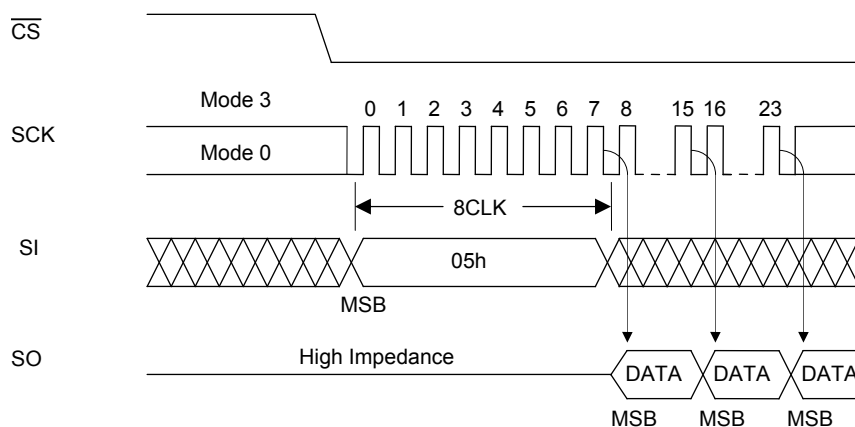 CS
Mode 3
0 1 2 3 4 5 6 7 8 15 16 23
SCK
Mode 0
8CLK
SI
05h
MSB
SO
High Impedance
DATA DATA DATA
MSB MSB MSB